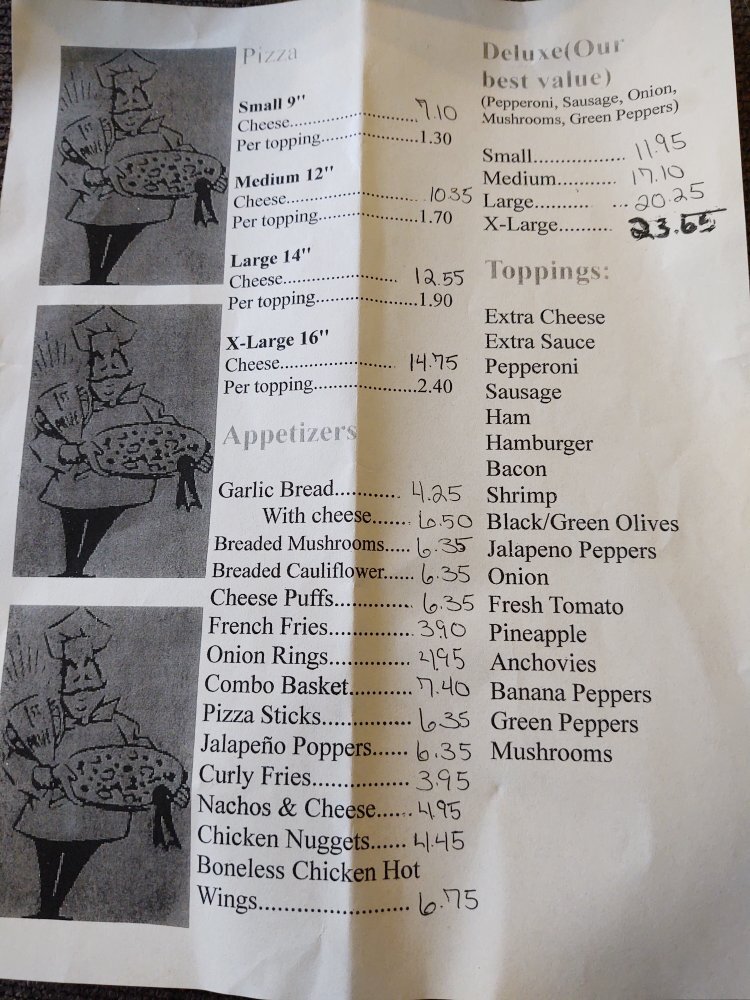 Pizza
Small 9"
Cheese..........................7.10
Per topping......................1.30
Medium 12"
Cheese..........................10.35
Per topping......................1.70
Large 14"
Cheese..........................12.55
Per topping......................1.90
X-Large 16"
Cheese..........................14.75
Per topping......................2.40
Appetizers
Garlic Bread........... 4.25
With cheese....... 6.50
Breaded Mushrooms..... 6.35
Breaded Cauliflower...... 6.35
Cheese Puffs............. 6.35
French Fries.............. 3.90
Onion Rings.............. 4.95
Combo Basket.......... 7.40
Pizza Sticks............... 6.35
Jalapeño Poppers...... 6.35
Curly Fries................ 3.95
Nachos & Cheese...... 4.95
Chicken Nuggets...... 4.45
Boneless Chicken Hot
Wings......................... 6.75
Deluxe(Our
best value)
(Pepperoni, Sausage, Onion,
Mushrooms, Green Peppers)
Small................ 11.95
Medium........... 17.10
Large.......... ... 20.25
X-Large.......... 23.65
Toppings:
Extra Cheese
Extra Sauce
Pepperoni
Sausage
Ham
Hamburger
Bacon
Shrimp
Black/Green Olives
Jalapeno Peppers
Onion
Fresh Tomato
Pineapple
Anchovies
Banana Peppers
Green Peppers
Mushrooms